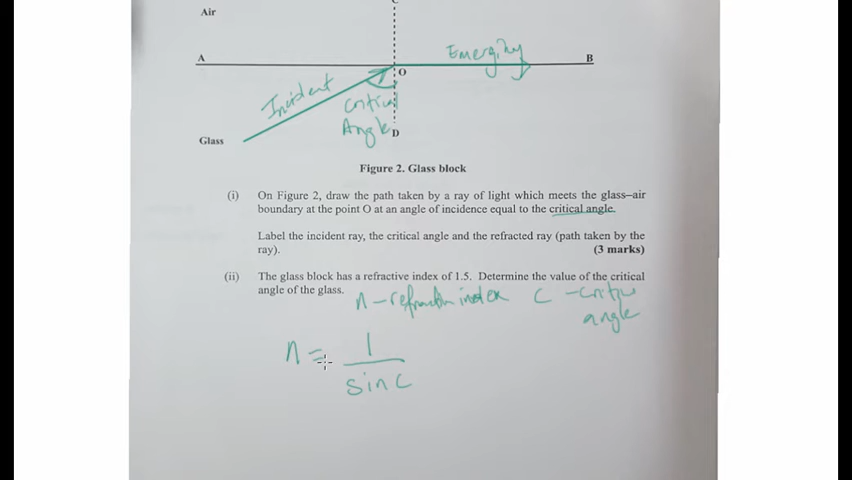 C
Air
A
Emerging
B
O
Incident
Critical
Angle
D
Glass
Figure 2. Glass block
(i) On Figure 2, draw the path taken by a ray of light which meets the glass–air
boundary at the point O at an angle of incidence equal to the critical angle.
Label the incident ray, the critical angle and the refracted ray (path taken by the
ray). (3 marks)
(ii) The glass block has a refractive index of 1.5. Determine the value of the critical
angle of the glass.
n – refraction index C – critic
angle
n = 1
sin C